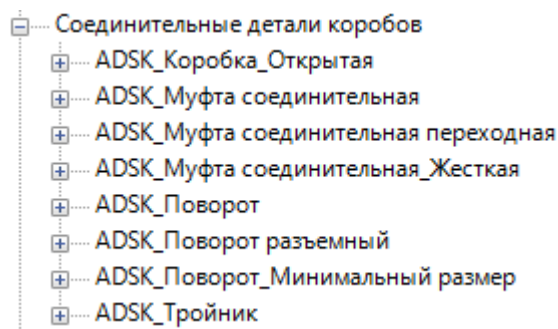 Соединительные детали коробов
ADSK_Коробка_Открытая
ADSK_Муфта соединительная
ADSK_Муфта соединительная переходная
ADSK_Муфта соединительная_Жесткая
ADSK_Поворот
ADSK_Поворот разъемный
ADSK_Поворот_Минимальный размер
ADSK_Тройник